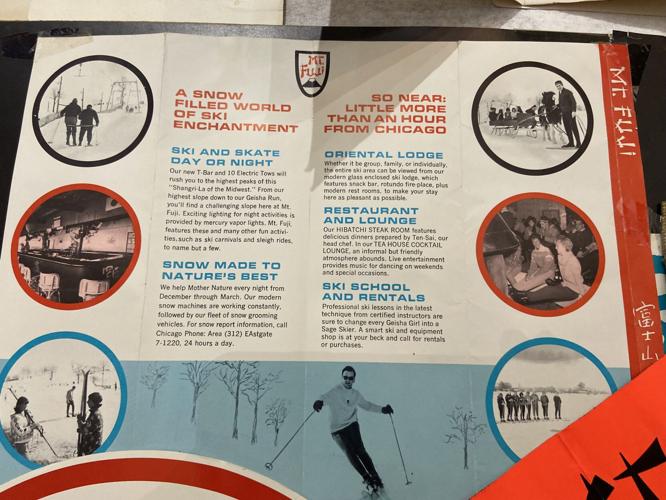 Mt.
FUJI
A SNOW
FILLED WORLD
OF SKI
ENCHANTMENT
SKI AND SKATE
DAY OR NIGHT
Our new T-Bar and 10 Electric Tows will
rush you to the highest peaks of this
"Shangri-La of the Midwest." From our
highest slope down to our Geisha Run,
you'll find a challenging slope here at Mt.
Fuji. Exciting lighting for night activities is
provided by mercury vapor lights. Mt. Fuji,
features these and many other fun activi-
ties, such as ski carnivals and sleigh rides,
to name but a few.
SNOW MADE TO
NATURE'S BEST
We help Mother Nature every night from
December through March. Our modern
snow machines are working constantly,
followed by our fleet of snow grooming
vehicles. For snow report information, call
Chicago Phone: Area (312) EAstgate
7-1220, 24 hours a day.
SO NEAR:
LITTLE MORE
THAN AN HOUR
FROM CHICAGO
ORIENTAL LODGE
Whether it be group, family, or individually,
the entire ski area can be viewed from our
modern glass enclosed ski lodge, which
features snack bar, rotundo fire-place, plus
modern rest rooms, to make your stay
here as pleasant as possible.
RESTAURANT
AND LOUNGE
Our HIBATCHI STEAK ROOM features
delicious dinners prepared by Ten-Sai, our
head chef. In our TEA HOUSE COCKTAIL
LOUNGE, an informal but friendly
atmosphere abounds. Live entertainment
provides music for dancing on weekends
and special occasions.
SKI SCHOOL
AND RENTALS
Professional ski lessons in the latest
technique from certified instructors are
sure to change every Geisha Girl into a
Sage Skier. A smart ski and equipment
shop is at your beck and call for rentals
or purchases.
Mt FUJI
富士山